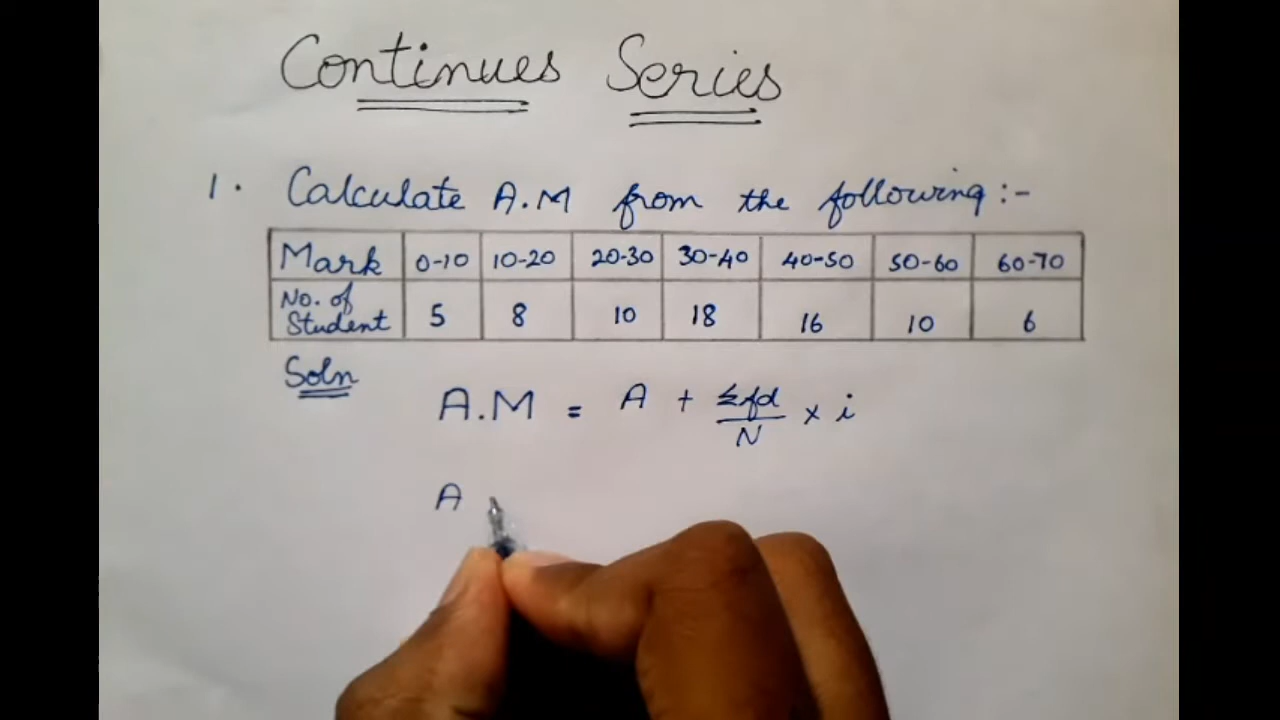 Continues Series
1. Calculate A.M from the following :-
Mark 0-10 10-20 20-30 30-40 40-50 50-60 60-70
No. of Student 5 8 10 18 16 10 6
Soln
A.M = A + Σfd/N × i
A